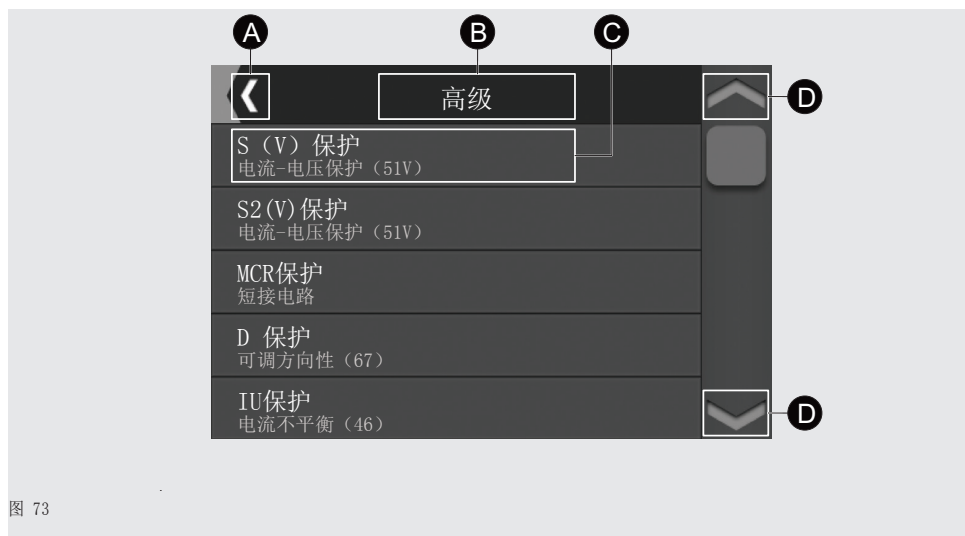 A B C
高级
D
S（V）保护
电流-电压保护（51V）
S2(V)保护
电流-电压保护（51V）
MCR保护
短接电路
D 保护
可调方向性（67）
IU保护
电流不平衡（46）
D
图 73